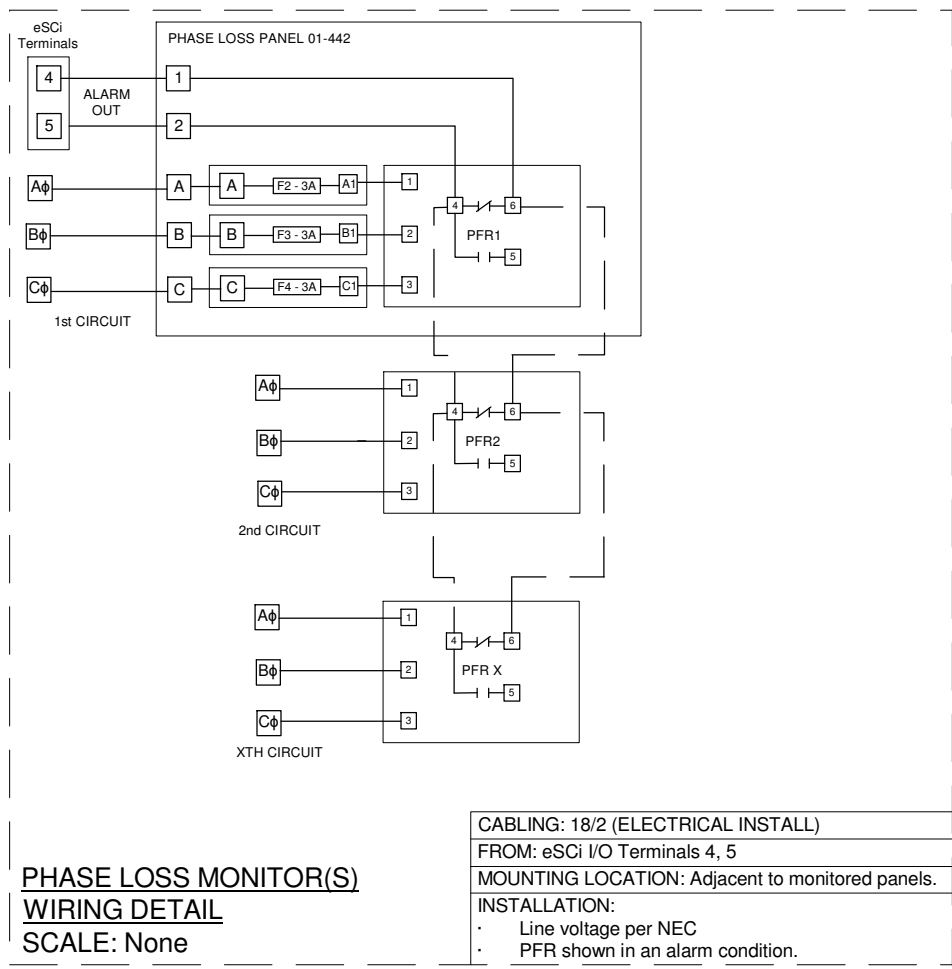 eSCi
Terminals
PHASE LOSS PANEL 01-442
4
1
ALARM
OUT
5
2
Aϕ
A
A
F2 - 3A
A1
1
4
6
Bϕ
B
B
F3 - 3A
B1
2
PFR1
5
Cϕ
C
C
F4 - 3A
C1
3
1st CIRCUIT
Aϕ
1
4
6
Bϕ
2
PFR2
5
Cϕ
3
2nd CIRCUIT
Aϕ
1
4
6
Bϕ
2
PFR X
5
Cϕ
3
XTH CIRCUIT
PHASE LOSS MONITOR(S)
WIRING DETAIL
SCALE: None
CABLING: 18/2 (ELECTRICAL INSTALL)
FROM: eSCi I/O Terminals 4, 5
MOUNTING LOCATION: Adjacent to monitored panels.
INSTALLATION:
· Line voltage per NEC
· PFR shown in an alarm condition.